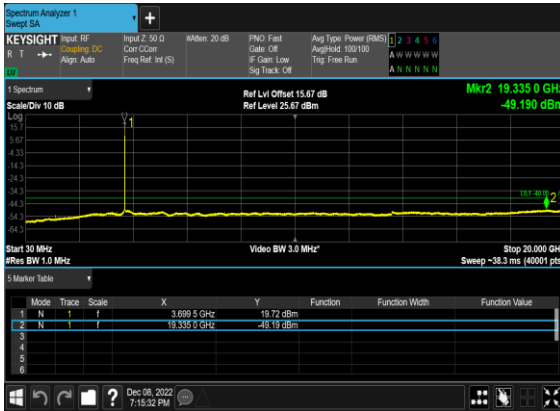 Spectrum Analyzer 1
Swept SA
+
KEYSIGHT Input: RF Input Z: 50 Ω #Atten: 20 dB PNO: Fast Avg Type: Power (RMS) 1 2 3 4 5 6
R T Coupling: DC Corr CCorr Gate: Off Avg|Hold: 100/100 A W W W W W
Align: Auto Freq Ref: Int (S) IF Gain: Low Trig: Free Run
Sig Track: Off A N N N N N
1 Spectrum
Scale/Div 10 dB
Ref Lvl Offset 15.67 dB
Ref Level 25.67 dBm
Mkr2 19.335 0 GHz
-49.190 dBm
Log
15.7
5.67
-4.33
-14.3
-24.3
-34.3
-44.3
-54.3
-64.3
1
2
Start 30 MHz Video BW 3.0 MHz* Stop 20.000 GH
#Res BW 1.0 MHz Sweep ~38.3 ms (40001 pts
5 Marker Table
Mode Trace Scale X Y Function Function Width Function Value
1 N 1 f 3.699 5 GHz 19.72 dBm
2 N 1 f 19.335 0 GHz -49.19 dBm
3
4
5
6
?
Dec 08, 2022
7:15:32 PM